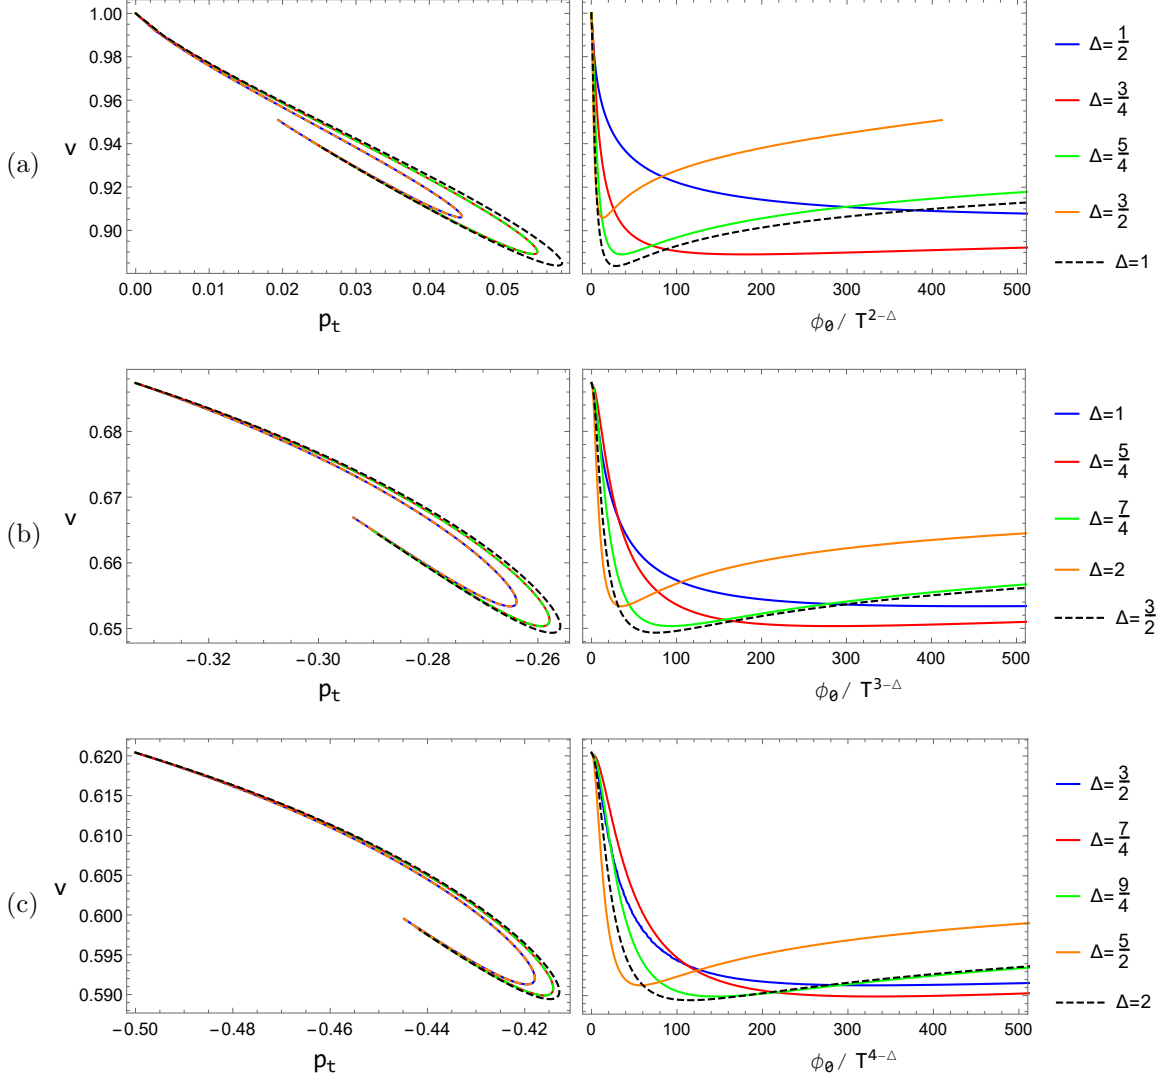 (a)
1.00
0.98
0.96
0.94
0.92
0.90
v
0.00 0.01 0.02 0.03 0.04 0.05
p_t
0 100 200 300 400 500
ϕ_0 / T^{2-Δ}
Δ=1/2
Δ=3/4
Δ=5/4
Δ=3/2
Δ=1
(b)
0.68
0.67
0.66
0.65
v
-0.32 -0.30 -0.28 -0.26
p_t
0 100 200 300 400 500
ϕ_0 / T^{3-Δ}
Δ=1
Δ=5/4
Δ=7/4
Δ=2
Δ=3/2
(c)
0.620
0.615
0.610
0.605
0.600
0.595
0.590
v
-0.50 -0.48 -0.46 -0.44 -0.42
p_t
0 100 200 300 400 500
ϕ_0 / T^{4-Δ}
Δ=3/2
Δ=7/4
Δ=9/4
Δ=5/2
Δ=2